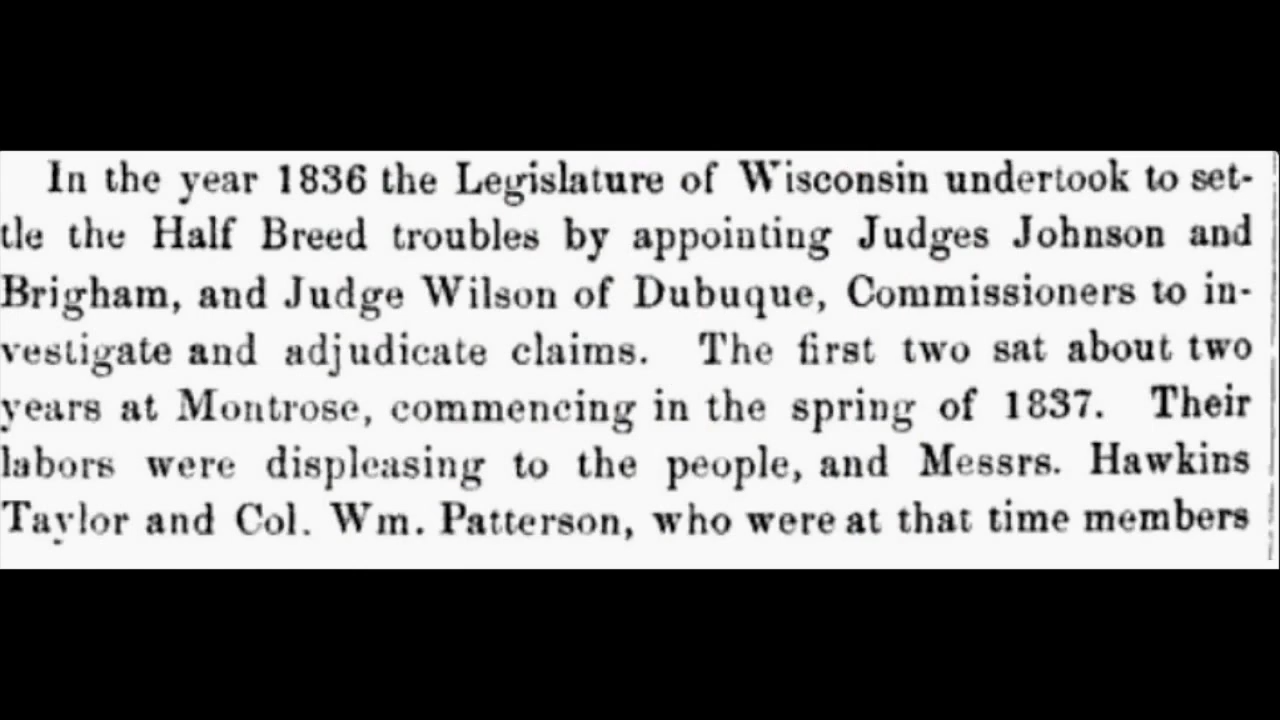 In the year 1836 the Legislature of Wisconsin undertook to set-
tle the Half Breed troubles by appointing Judges Johnson and
Brigham, and Judge Wilson of Dubuque, Commissioners to in-
vestigate and adjudicate claims. The first two sat about two
years at Montrose, commencing in the spring of 1837. Their
labors were displeasing to the people, and Messrs. Hawkins
Taylor and Col. Wm. Patterson, who were at that time members